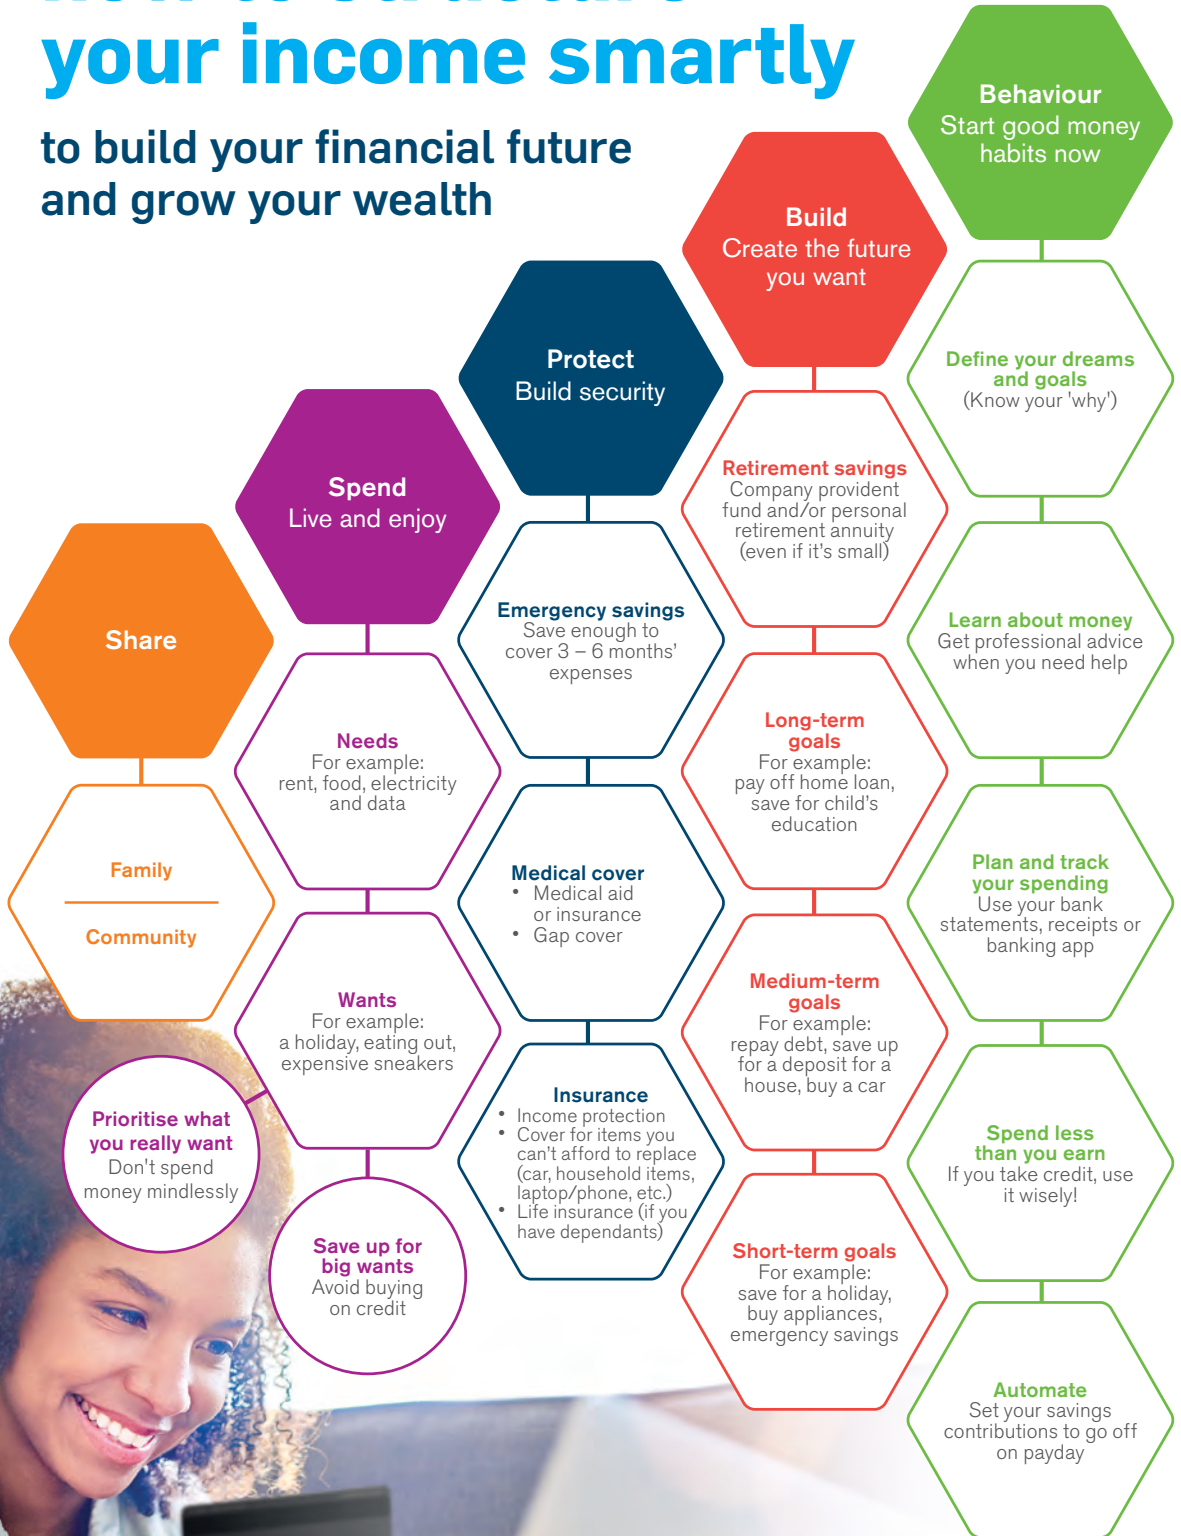 your income smartly
to build your financial future
and grow your wealth
Share
Family
Community
Spend
Live and enjoy
Needs
For example:
rent, food, electricity
and data
Wants
For example:
a holiday, eating out,
expensive sneakers
Prioritise what
you really want
Don't spend
money mindlessly
Save up for
big wants
Avoid buying
on credit
Protect
Build security
Emergency savings
Save enough to
cover 3 – 6 months'
expenses
Medical cover
• Medical aid
or insurance
• Gap cover
Insurance
• Income protection
• Cover for items you
can't afford to replace
(car, household items,
laptop/phone, etc.)
• Life insurance (if you
have dependants)
Build
Create the future
you want
Retirement savings
Company provident
fund and/or personal
retirement annuity
(even if it's small)
Long-term
goals
For example:
pay off home loan,
save for child's
education
Medium-term
goals
For example:
repay debt, save up
for a deposit for a
house, buy a car
Short-term goals
For example:
save for a holiday,
buy appliances,
emergency savings
Behaviour
Start good money
habits now
Define your dreams
and goals
(Know your 'why')
Learn about money
Get professional advice
when you need help
Plan and track
your spending
Use your bank
statements, receipts or
banking app
Spend less
than you earn
If you take credit, use
it wisely!
Automate
Set your savings
contributions to go off
on payday